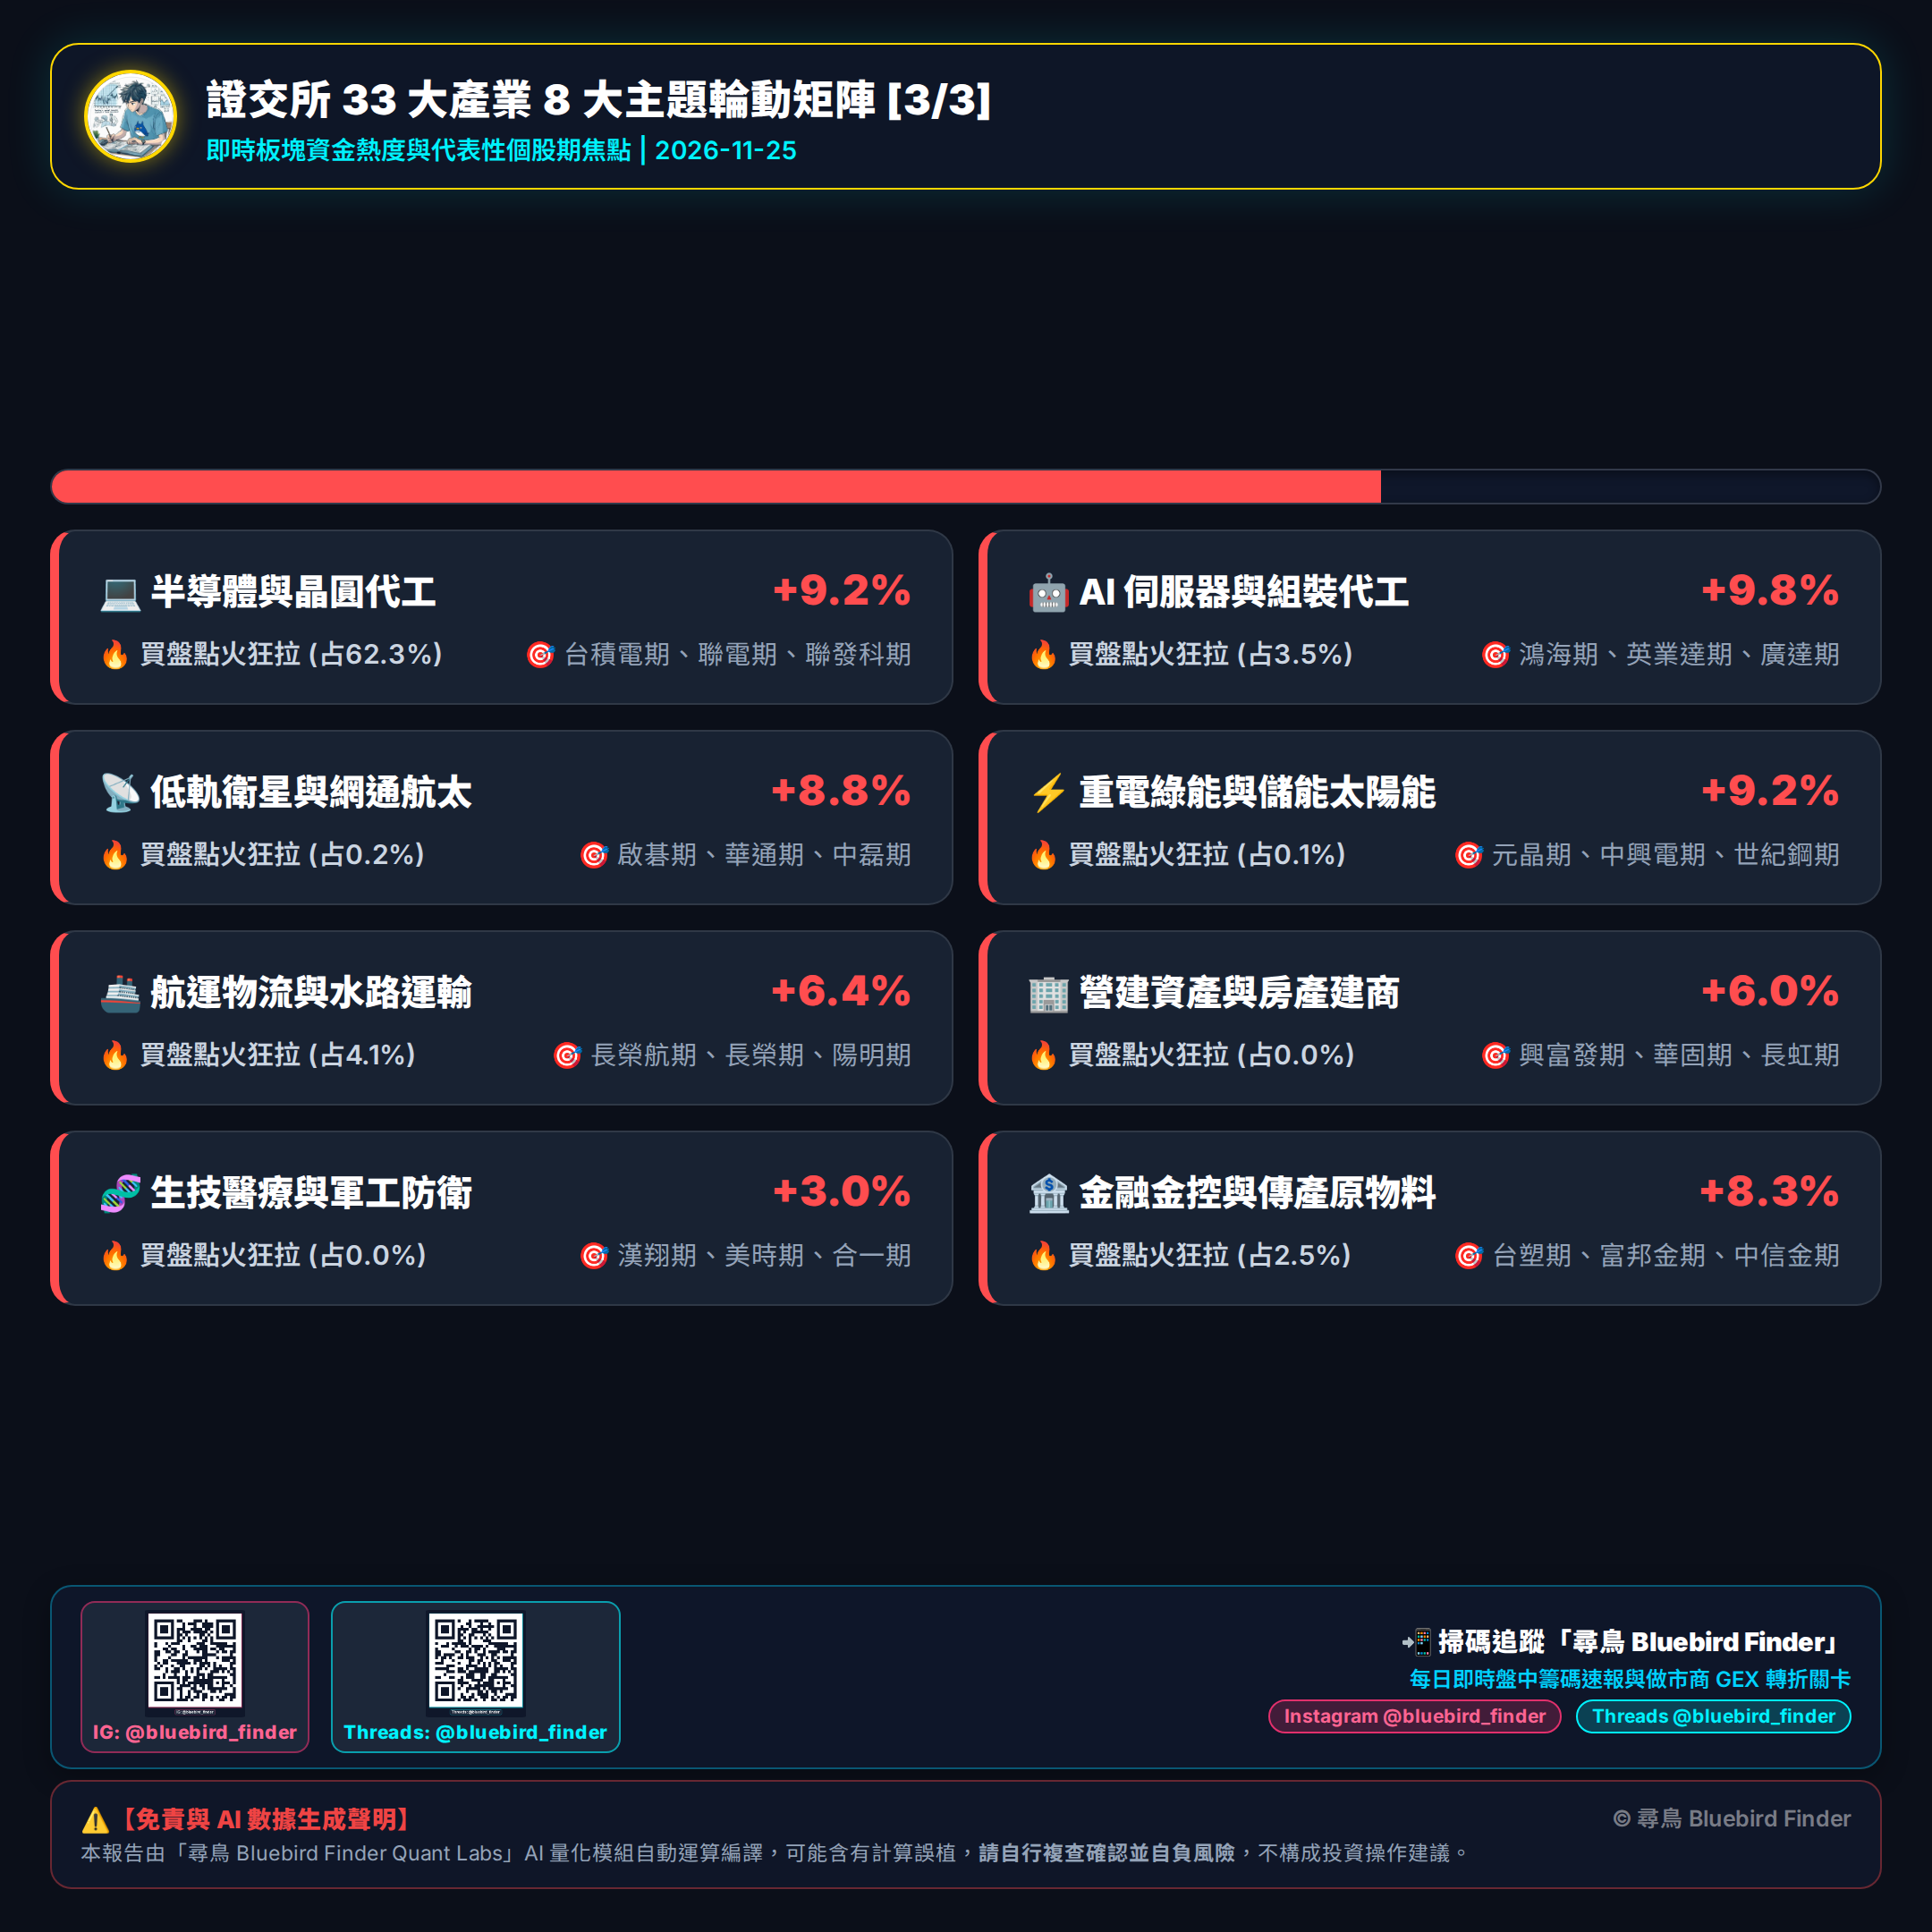 證交所 33 大產業 8 大主題輪動矩陣 [3/3]
即時板塊資金熱度與代表性個股期焦點 | 2026-11-25
💻 半導體與晶圓代工 +9.2%
🔥 買盤點火狂拉 (占62.3%) 🎯 台積電期、聯電期、聯發科期
🤖 AI 伺服器與組裝代工 +9.8%
🔥 買盤點火狂拉 (占3.5%) 🎯 鴻海期、英業達期、廣達期
📡 低軌衛星與網通航太 +8.8%
🔥 買盤點火狂拉 (占0.2%) 🎯 啟碁期、華通期、中磊期
⚡ 重電綠能與儲能太陽能 +9.2%
🔥 買盤點火狂拉 (占0.1%) 🎯 元晶期、中興電期、世紀鋼期
🚢 航運物流與水路運輸 +6.4%
🔥 買盤點火狂拉 (占4.1%) 🎯 長榮航期、長榮期、陽明期
🏢 營建資產與房產建商 +6.0%
🔥 買盤點火狂拉 (占0.0%) 🎯 興富發期、華固期、長虹期
🧬 生技醫療與軍工防衛 +3.0%
🔥 買盤點火狂拉 (占0.0%) 🎯 漢翔期、美時期、合一期
🏦 金融金控與傳產原物料 +8.3%
🔥 買盤點火狂拉 (占2.5%) 🎯 台塑期、富邦金期、中信金期
IG: @bluebird_finder
IG: @bluebird_finder
Threads: @bluebird_finder
Threads: @bluebird_finder
📲 掃碼追蹤「尋鳥 Bluebird Finder」
每日即時盤中籌碼速報與做市商 GEX 轉折關卡
Instagram @bluebird_finder Threads @bluebird_finder
⚠️【免責與 AI 數據生成聲明】
© 尋鳥 Bluebird Finder
本報告由「尋鳥 Bluebird Finder Quant Labs」AI 量化模組自動運算編譯，可能含有計算誤植，請自行複查確認並自負風險，不構成投資操作建議。